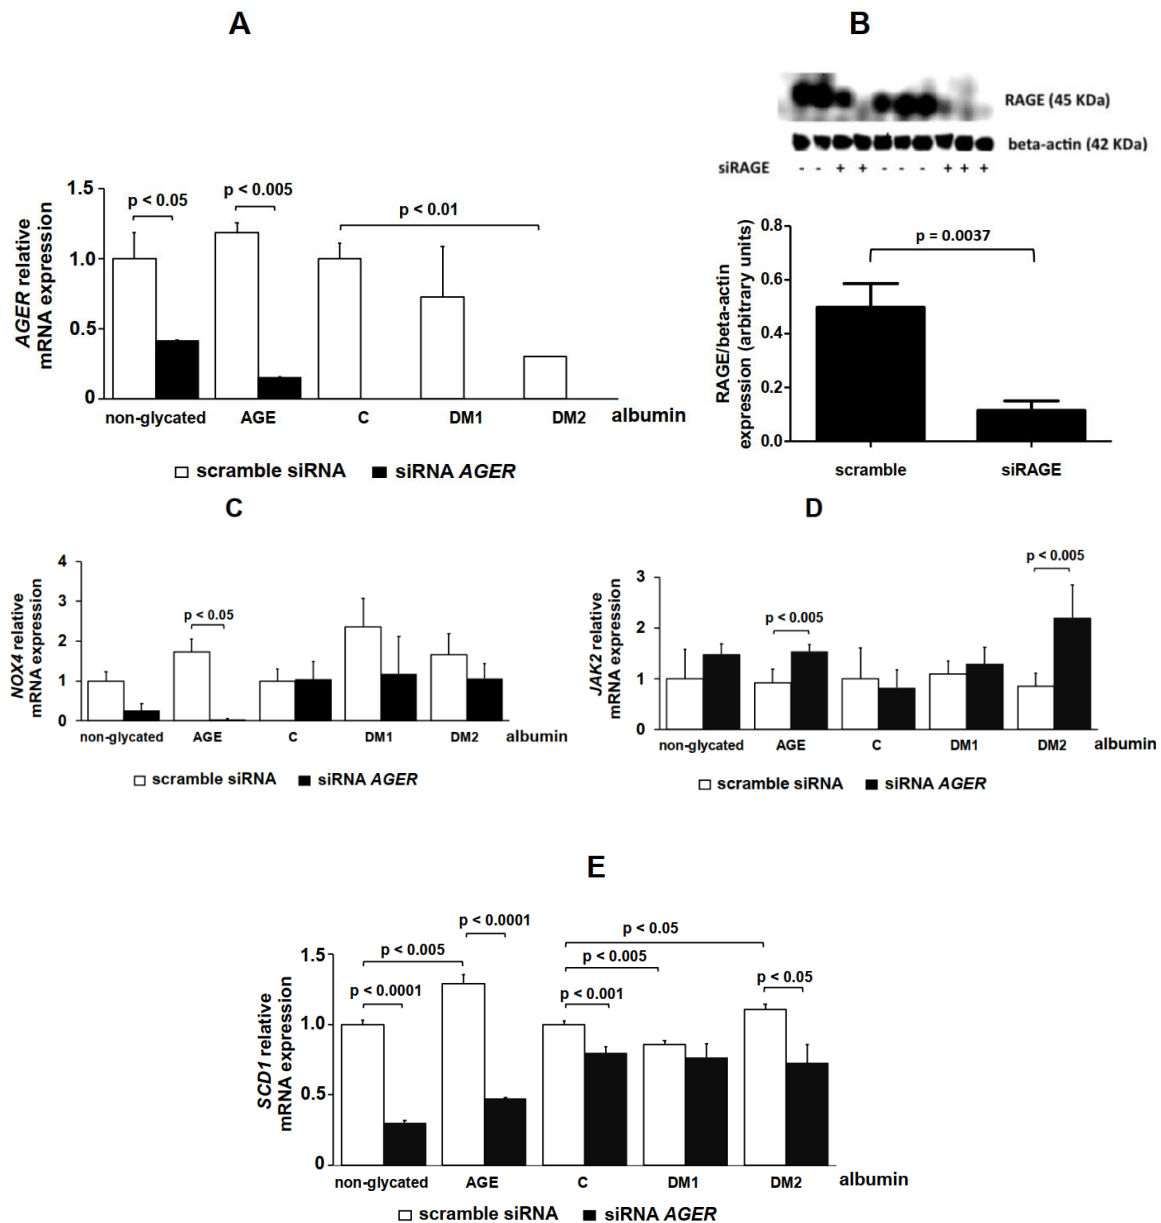 A
B
RAGE (45 KDa)
beta-actin (42 KDa)
siRAGE - - + + - - - + + +
AGER relative
mRNA expression
1.5
1.0
0.5
0
p < 0.05
p < 0.005
p < 0.01
non-glycated AGE C DM1 DM2 albumin
scramble siRNA siRNA AGER
RAGE/beta-actin
expression (arbitrary units)
0.8
0.6
0.4
0.2
0.0
p = 0.0037
scramble siRAGE
C
NOX4 relative
mRNA expression
4
3
2
1
0
p < 0.05
non-glycated AGE C DM1 DM2 albumin
scramble siRNA siRNA AGER
D
JAK2 relative
mRNA expression
3
2
1
0
p < 0.005
p < 0.005
non-glycated AGE C DM1 DM2 albumin
scramble siRNA siRNA AGER
E
SCD1 relative
mRNA expression
1.5
1.0
0.5
0
p < 0.0001
p < 0.05
p < 0.005
p < 0.005
p < 0.0001
p < 0.001
p < 0.05
non-glycated AGE C DM1 DM2 albumin
scramble siRNA siRNA AGER